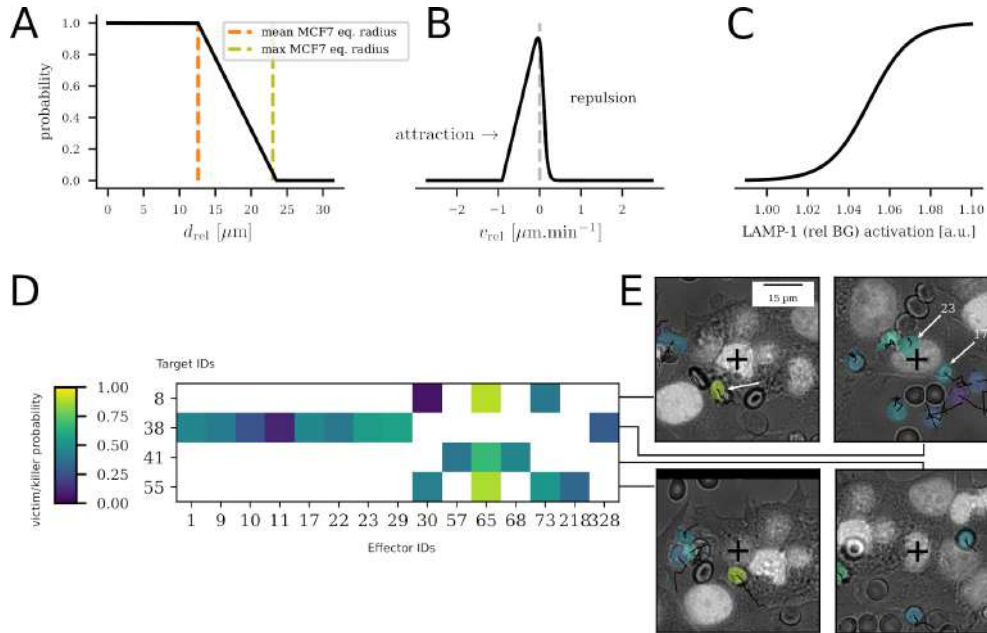 A
mean MCF7 eq. radius
max MCF7 eq. radius
probability
1.0
0.8
0.6
0.4
0.2
0.0
0 5 10 15 20 25 30
d_rel [μm]
B
attraction →
repulsion
−2 −1 0 1 2
v_rel [μm.min⁻¹]
C
1.00 1.02 1.04 1.06 1.08 1.10
LAMP-1 (rel BG) activation [a.u.]
D
victim/killer probability
1.00
0.75
0.50
0.25
0.00
Target IDs
8
38
41
55
1 9 10 11 17 22 23 29 30 57 65 68 73 218 328
Effector IDs
E
15 μm
23
17